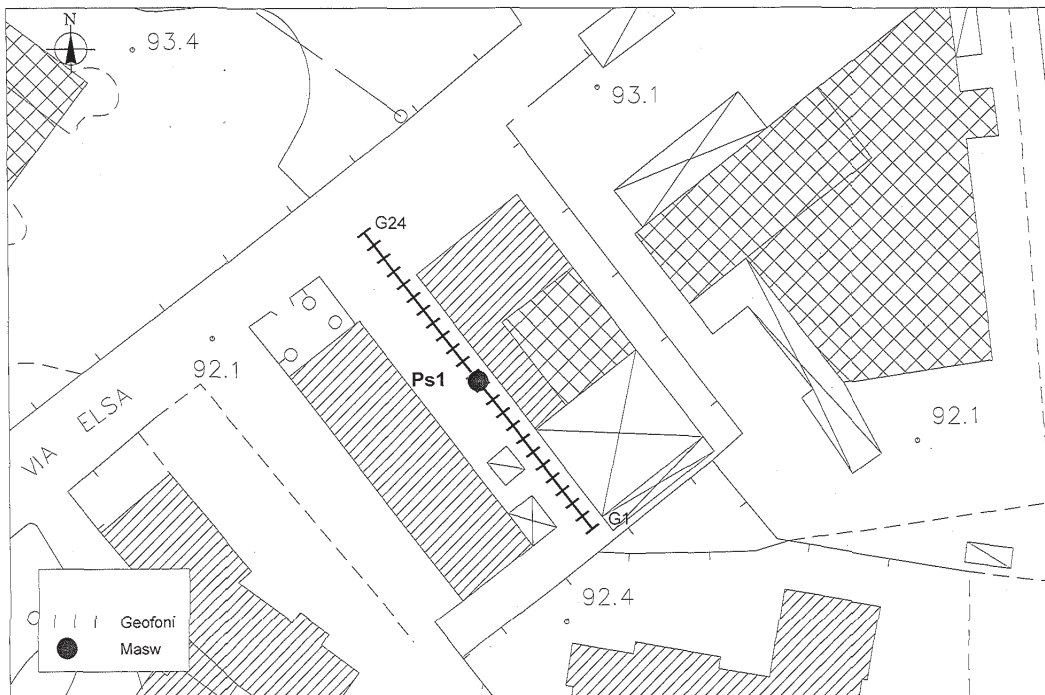 N
93.4
93.1
G24
92.1
Ps1
VIA ELSA
92.1
G1
92.4
Geofoni
Masw